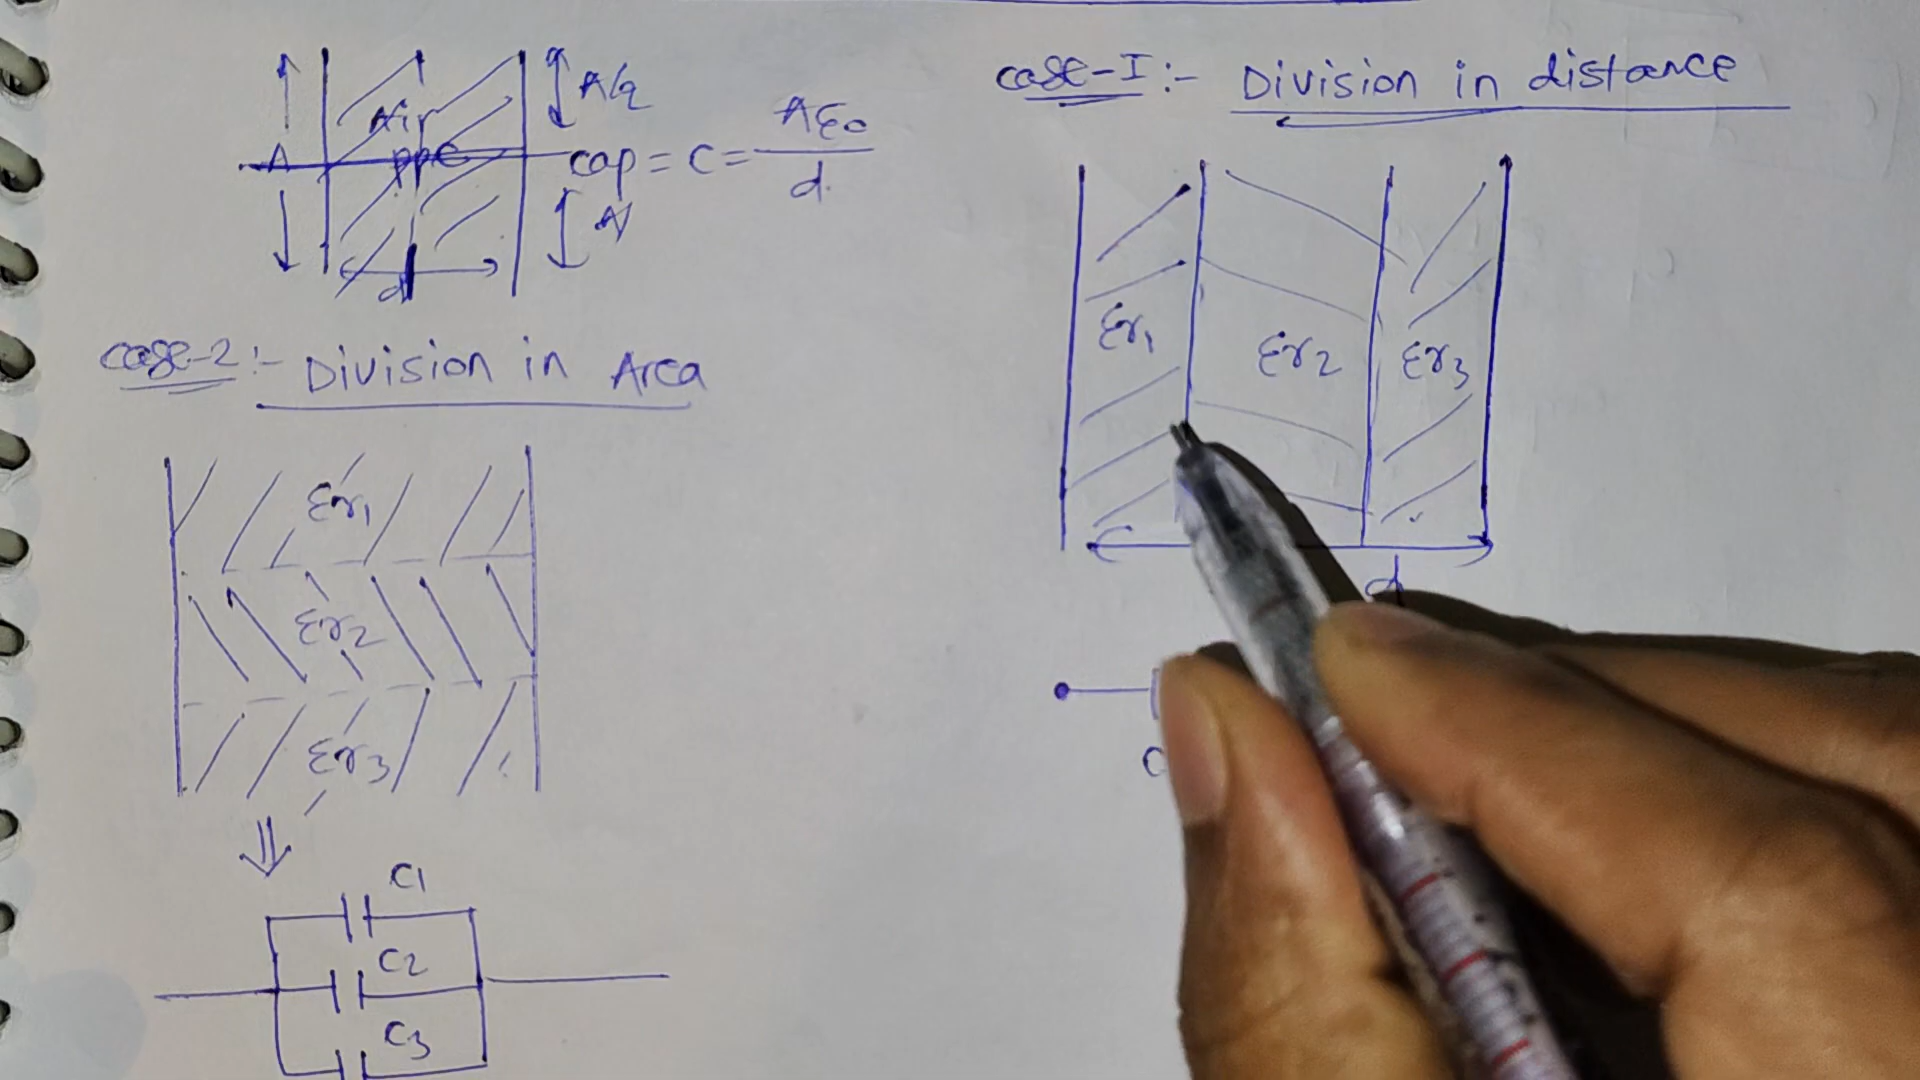 A
Air
PPC
d
A/2
cap = C = Aε₀/d
A/
case-2 :- Division in Area
εr₁
εr₂
εr₃
⇓
C1
C2
C3
case-I :- Division in distance
εr₁ εr₂ εr₃
d
C